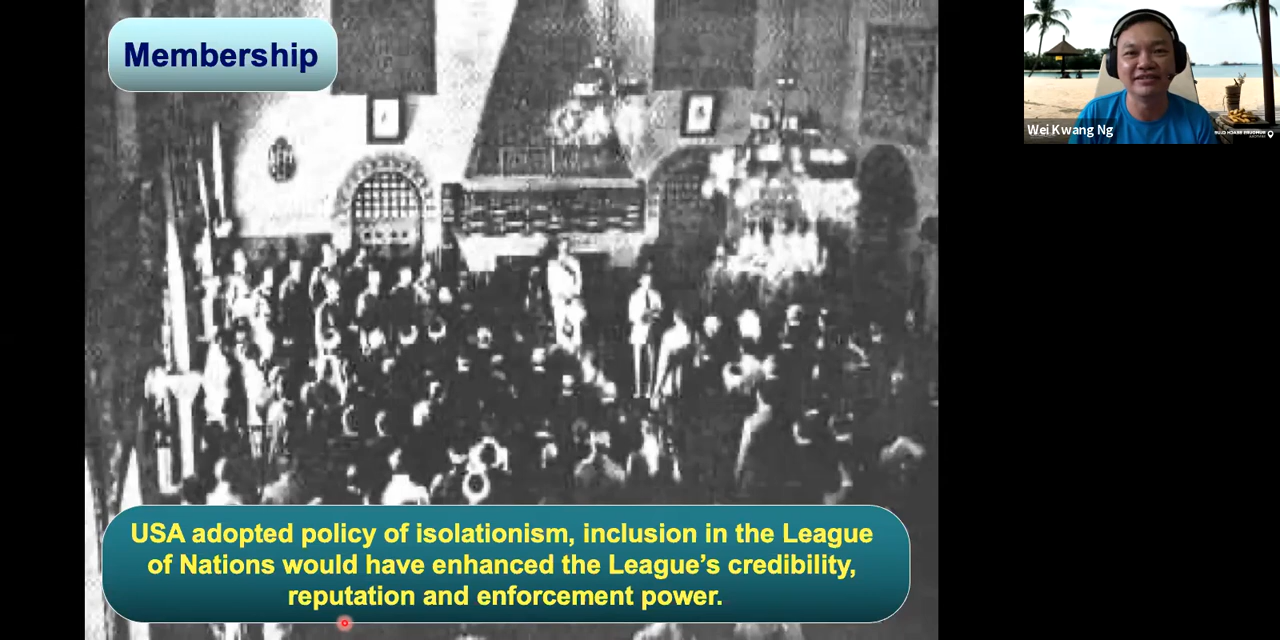 Membership
Wei Kwang Ng
USA adopted policy of isolationism, inclusion in the League
of Nations would have enhanced the League's credibility,
reputation and enforcement power.